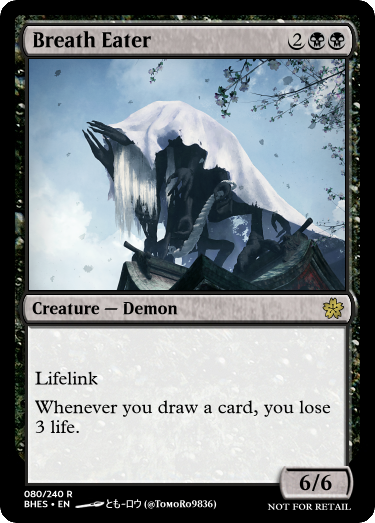 Breath Eater 2
Creature — Demon
Lifelink
Whenever you draw a card, you lose
3 life.
6/6
080/240 R
BHES • EN とも-ロウ (@TomoRo9836)
NOT FOR RETAIL